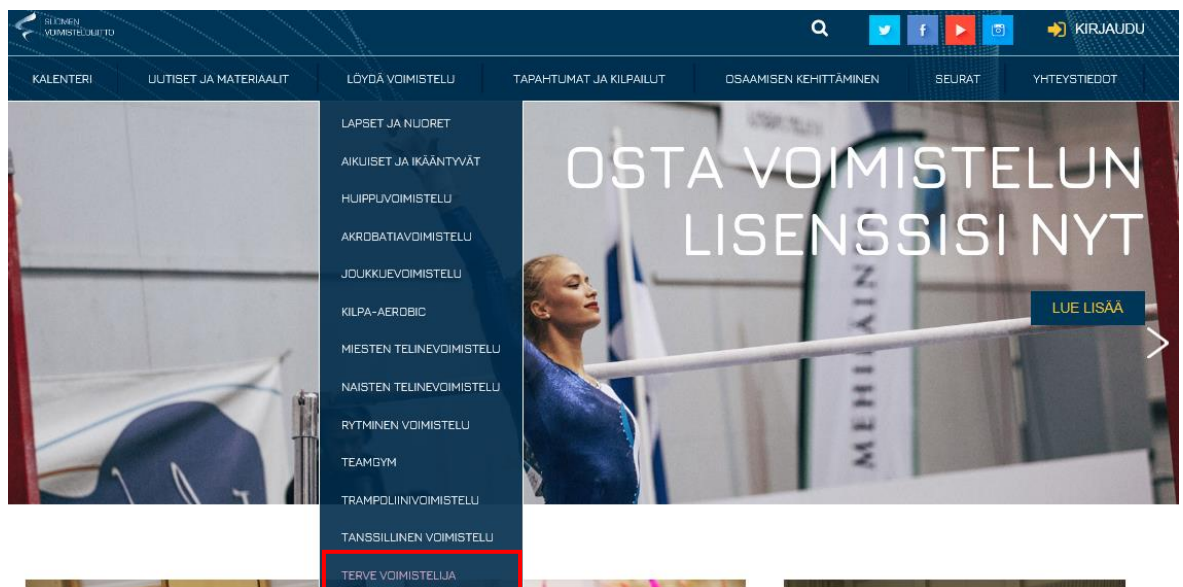 SUOMEN
VOIMISTELULIITTO
KIRJAUDU
KALENTERI UUTISET JA MATERIAALIT LÖYDÄ VOIMISTELU TAPAHTUMAT JA KILPAILUT OSAAMISEN KEHITTÄMINEN SEURAT YHTEYSTIEDOT
LAPSET JA NUORET
AIKUISET JA IKÄÄNTYVÄT
HUIPPUVOIMISTELU
AKROBATIAVOIMISTELU
JOUKKUEVOIMISTELU
KILPA-AEROBIC
MIESTEN TELINEVOIMISTELU
NAISTEN TELINEVOIMISTELU
RYTMINEN VOIMISTELU
TEAMGYM
TRAMPOLIINIVOIMISTELU
TANSSILLINEN VOIMISTELU
TERVE VOIMISTELIJA
OSTA VOIMISTELUN
LISENSSISI NYT
LUE LISÄÄ
MEHILÄINEN